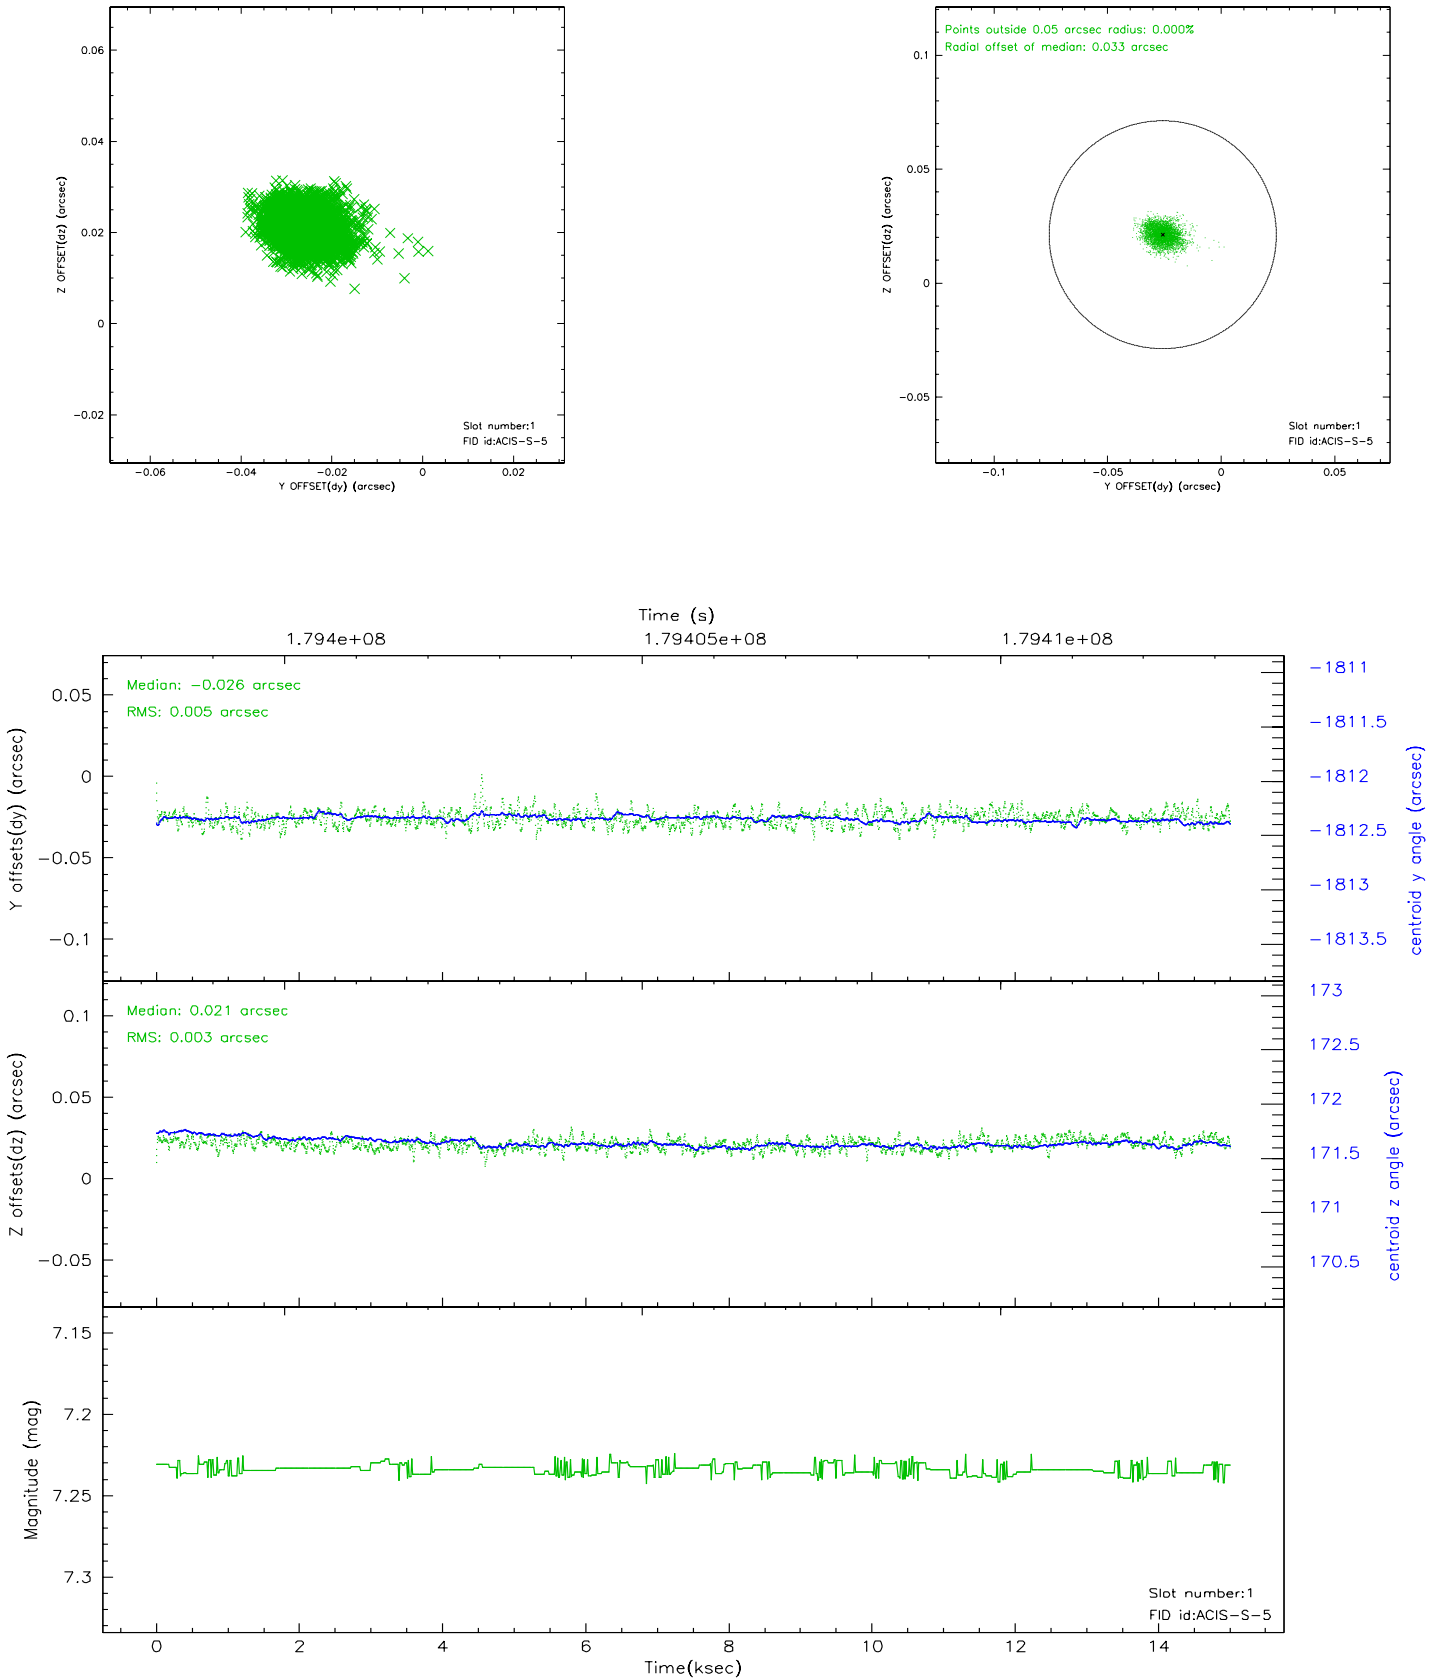 0.06
0.04
0.02
0
−0.02
Z OFFSET(dz) (arcsec)
Slot number:1
FID id:ACIS−S−5
−0.06 −0.04 −0.02 0 0.02
Y OFFSET(dy) (arcsec)
Points outside 0.05 arcsec radius: 0.000%
Radial offset of median: 0.033 arcsec
0.1
0.05
0
−0.05
Z OFFSET(dz) (arcsec)
Slot number:1
FID id:ACIS−S−5
−0.1 −0.05 0 0.05
Y OFFSET(dy) (arcsec)
Time (s)
1.794e+08 1.79405e+08 1.7941e+08
Median: −0.026 arcsec
RMS: 0.005 arcsec
0.05
0
−0.05
−0.1
Y offsets(dy) (arcsec)
−1811
−1811.5
−1812
−1812.5
−1813
−1813.5
centroid y angle (arcsec)
Median: 0.021 arcsec
RMS: 0.003 arcsec
0.1
0.05
0
−0.05
Z offsets(dz) (arcsec)
173
172.5
172
171.5
171
170.5
centroid z angle (arcsec)
7.15
7.2
7.25
7.3
Magnitude (mag)
Slot number:1
FID id:ACIS−S−5
0 2 4 6 8 10 12 14
Time(ksec)